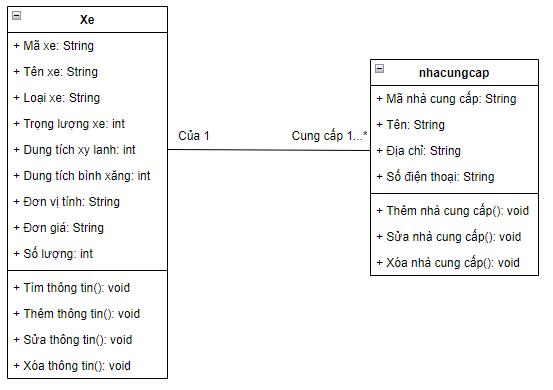 Xe
+ Mã xe: String
+ Tên xe: String
+ Loại xe: String
+ Trọng lượng xe: int
+ Dung tích xy lanh: int
+ Dung tích bình xăng: int
+ Đơn vị tính: String
+ Đơn giá: String
+ Số lượng: int
+ Tìm thông tin(): void
+ Thêm thông tin(): void
+ Sửa thông tin(): void
+ Xóa thông tin(): void
Của 1
Cung cấp 1...*
nhacungcap
+ Mã nhà cung cấp: String
+ Tên: String
+ Địa chỉ: String
+ Số điện thoại: String
+ Thêm nhà cung cấp(): void
+ Sửa nhà cung cấp(): void
+ Xóa nhà cung cấp(): void